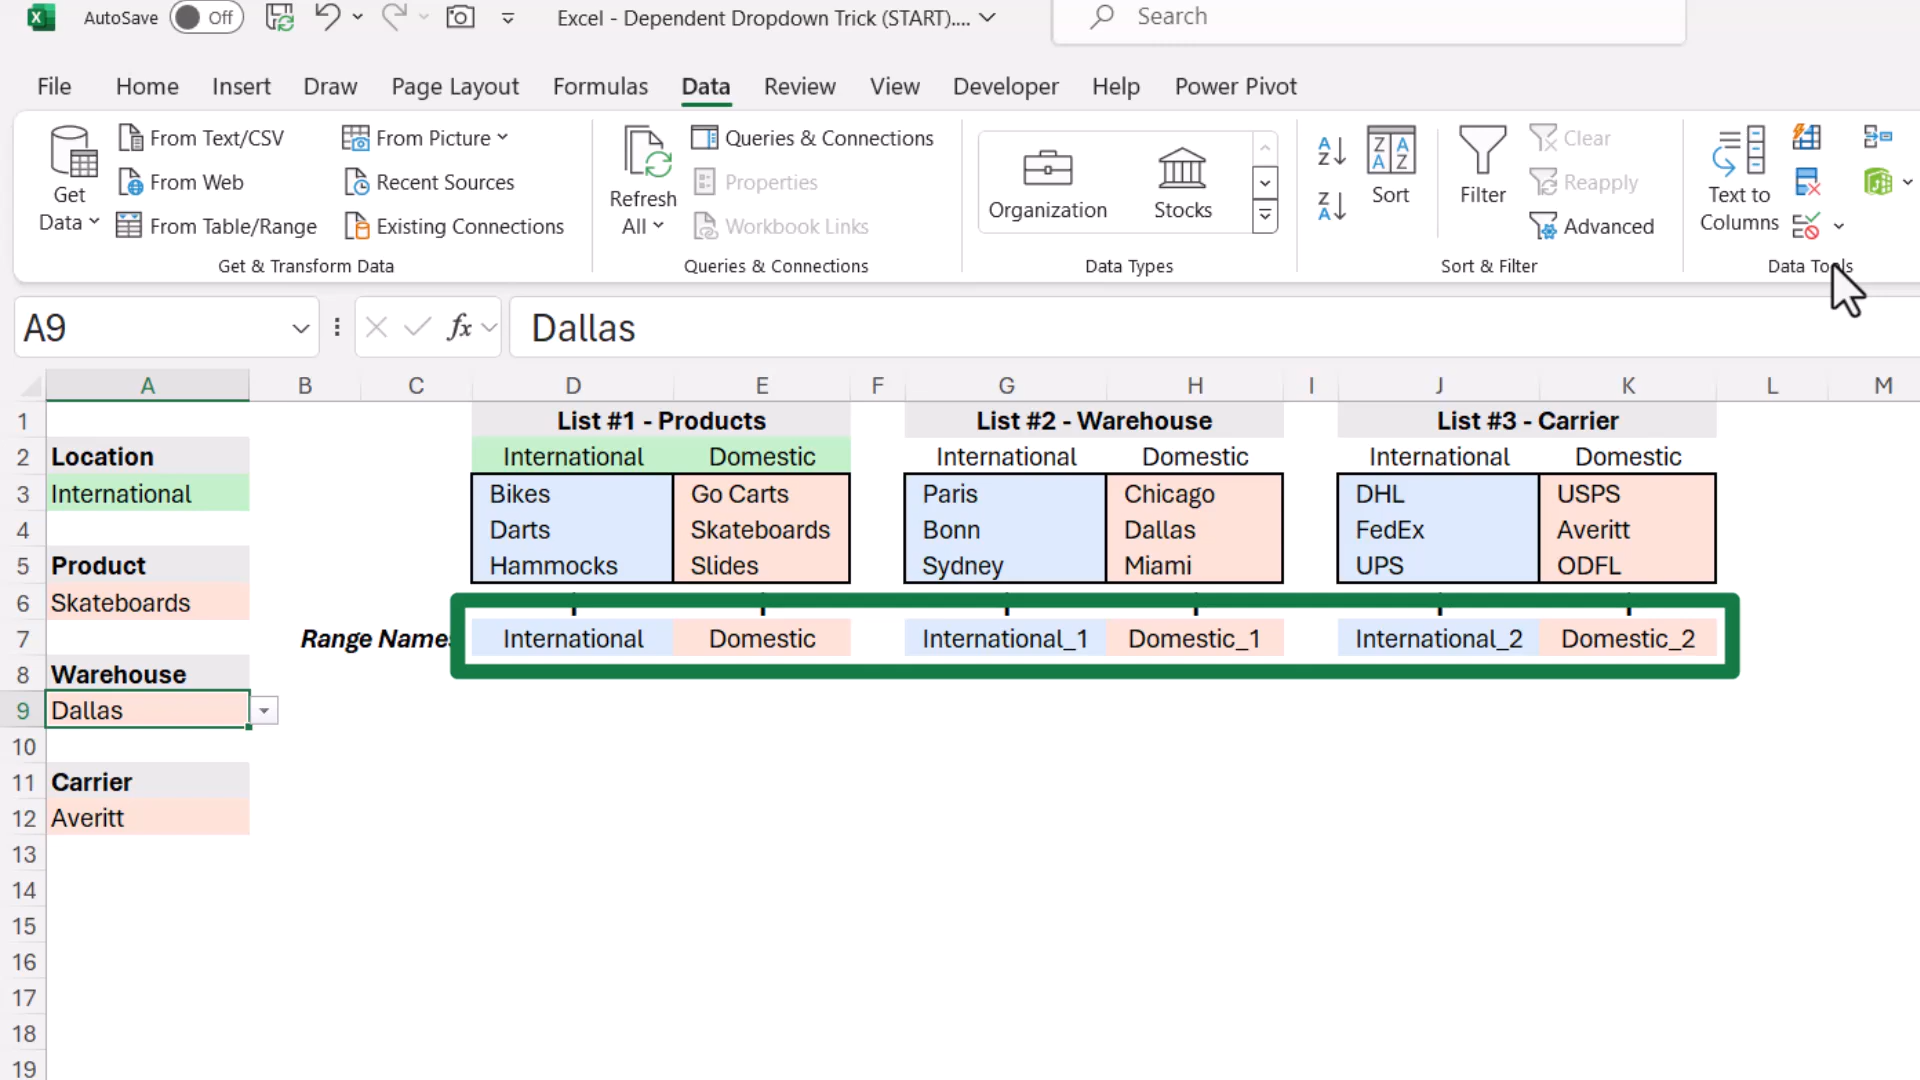 AutoSave Off Excel - Dependent Dropdown Trick (START).... Search
File Home Insert Draw Page Layout Formulas Data Review View Developer Help Power Pivot
Get Data
From Text/CSV
From Web
From Table/Range
From Picture
Recent Sources
Existing Connections
Get & Transform Data
Refresh All
Queries & Connections
Properties
Workbook Links
Queries & Connections
Organization Stocks
Data Types
Sort
Filter
Clear
Reapply
Advanced
Sort & Filter
Text to Columns
Data Tools
A9 fx Dallas
A B C D E F G H I J K L M
1 List #1 - Products List #2 - Warehouse List #3 - Carrier
2 Location International Domestic International Domestic International Domestic
3 International Bikes Go Carts Paris Chicago DHL USPS
4 Darts Skateboards Bonn Dallas FedEx Averitt
5 Product Hammocks Slides Sydney Miami UPS ODFL
6 Skateboards
7 Range Names International Domestic International_1 Domestic_1 International_2 Domestic_2
8 Warehouse
9 Dallas
10
11 Carrier
12 Averitt
13
14
15
16
17
18
19